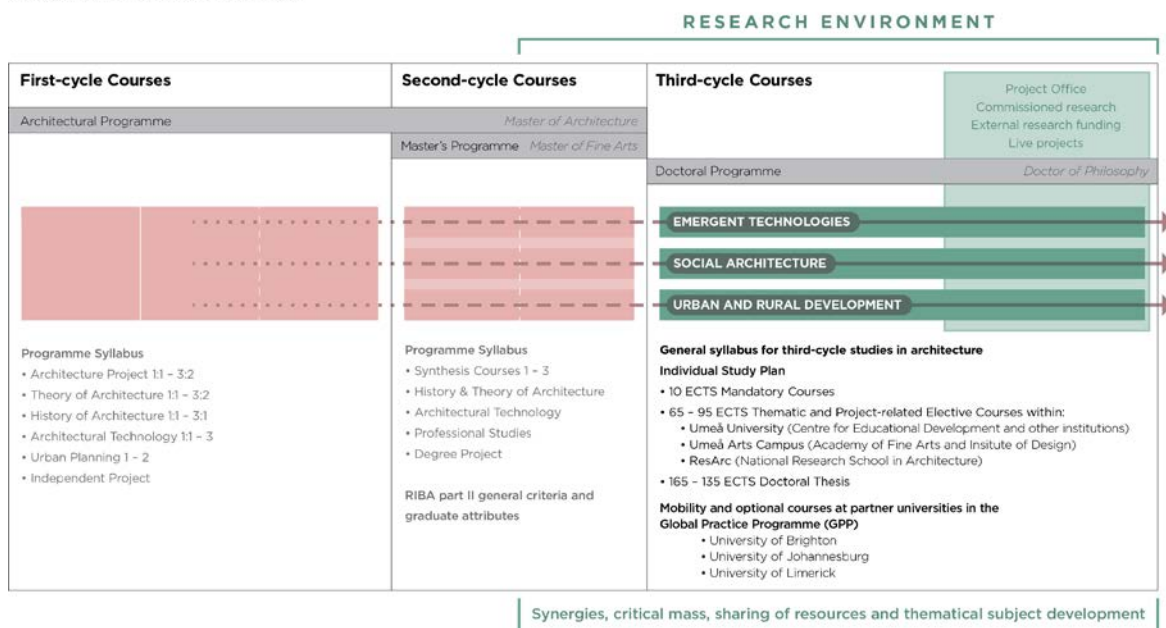 RESEARCH ENVIRONMENT
First-cycle Courses
Second-cycle Courses
Third-cycle Courses
Project Office
Commissioned research
External research funding
Live projects
Architectural Programme
Master of Architecture
Master's Programme
Master of Fine Arts
Doctoral Programme
Doctor of Philosophy
EMERGENT TECHNOLOGIES
SOCIAL ARCHITECTURE
URBAN AND RURAL DEVELOPMENT
Programme Syllabus
• Architecture Project 1:1 – 3:2
• Theory of Architecture 1:1 – 3:2
• History of Architecture 1:1 – 3:1
• Architectural Technology 1:1 – 3
• Urban Planning 1 – 2
• Independent Project
Programme Syllabus
• Synthesis Courses 1 – 3
• History & Theory of Architecture
• Architectural Technology
• Professional Studies
• Degree Project
RIBA part II general criteria and
graduate attributes
General syllabus for third-cycle studies in architecture
Individual Study Plan
• 10 ECTS Mandatory Courses
• 65 – 95 ECTS Thematic and Project-related Elective Courses within:
• Umeå University (Centre for Educational Development and other institutions)
• Umeå Arts Campus (Academy of Fine Arts and Insitute of Design)
• ResArc (National Research School in Architecture)
• 165 – 135 ECTS Doctoral Thesis
Mobility and optional courses at partner universities in the
Global Practice Programme (GPP)
• University of Brighton
• University of Johannesburg
• University of Limerick
Synergies, critical mass, sharing of resources and thematical subject development